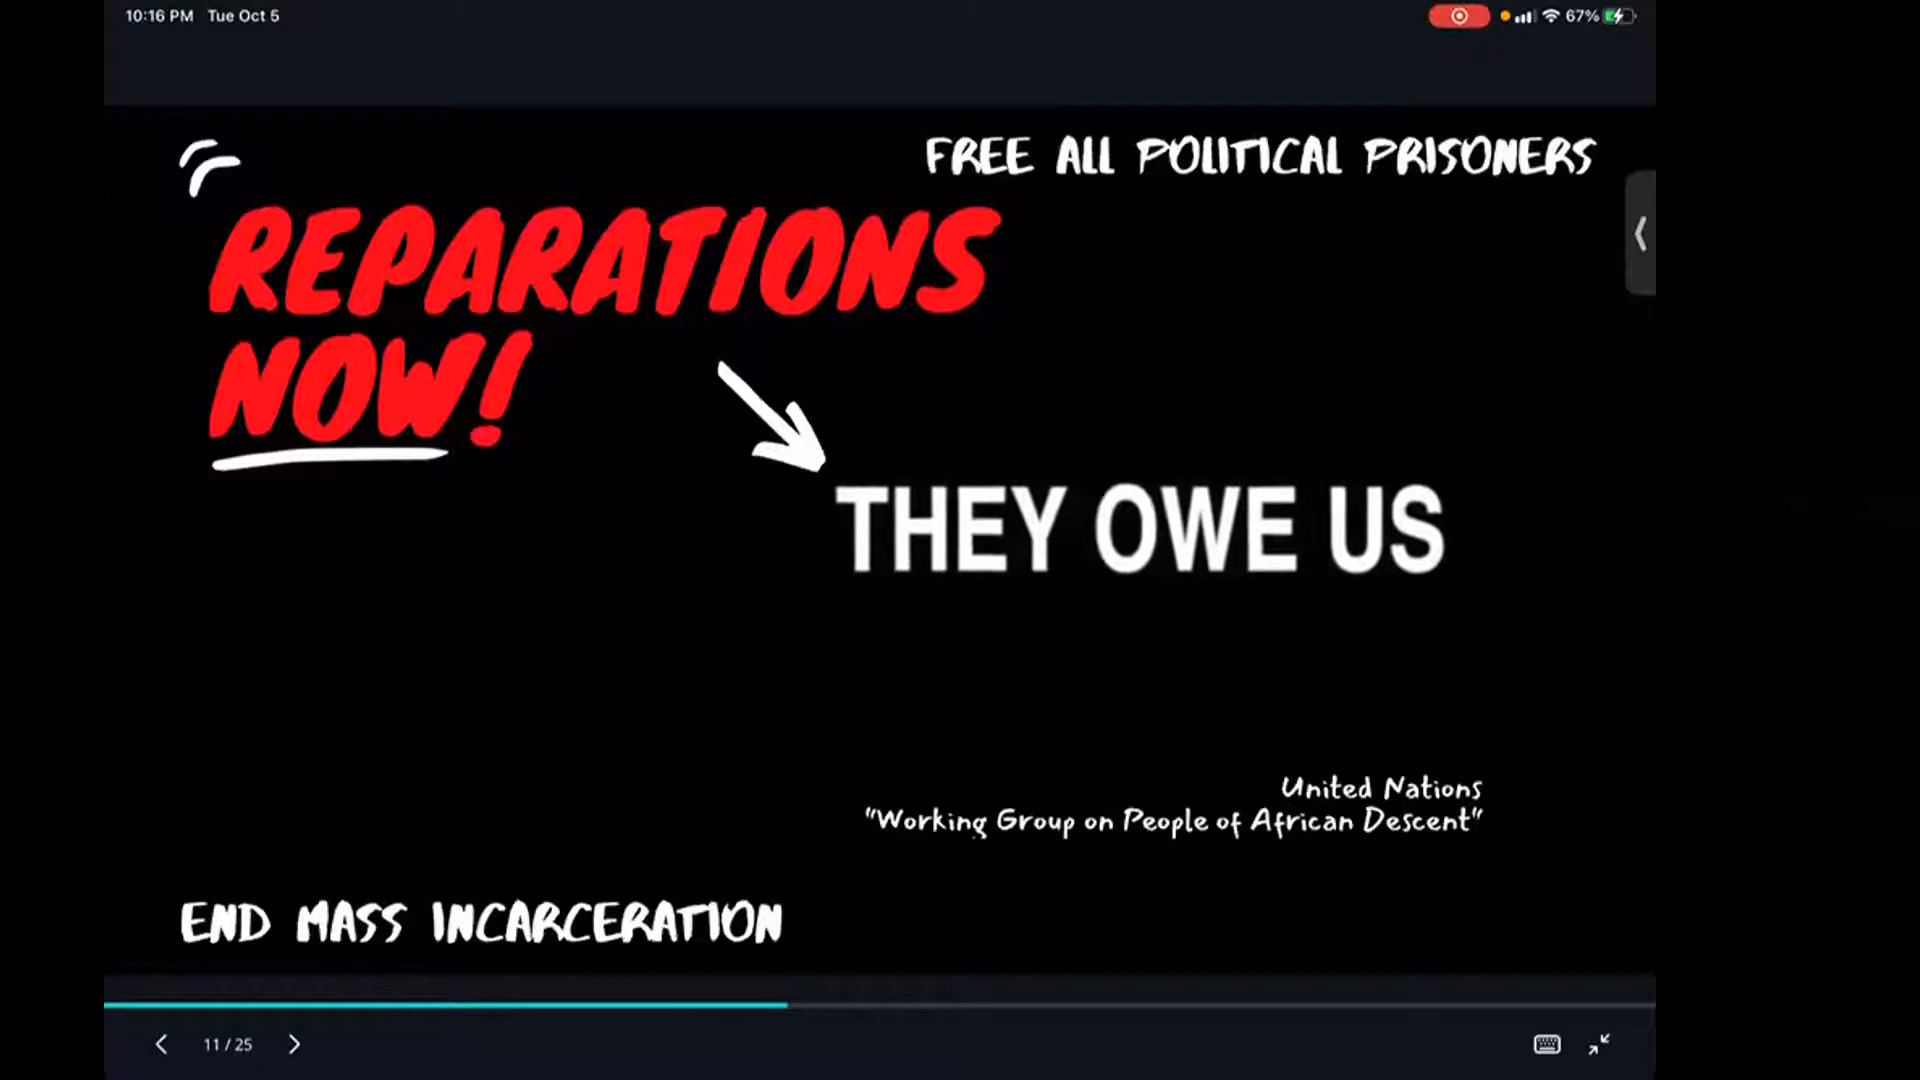 10:16 PM Tue Oct 5
67%
FREE ALL POLITICAL PRISONERS
REPARATIONS
NOW!
THEY OWE US
United Nations
"Working Group on People of African Descent"
END MASS INCARCERATION
11 / 25